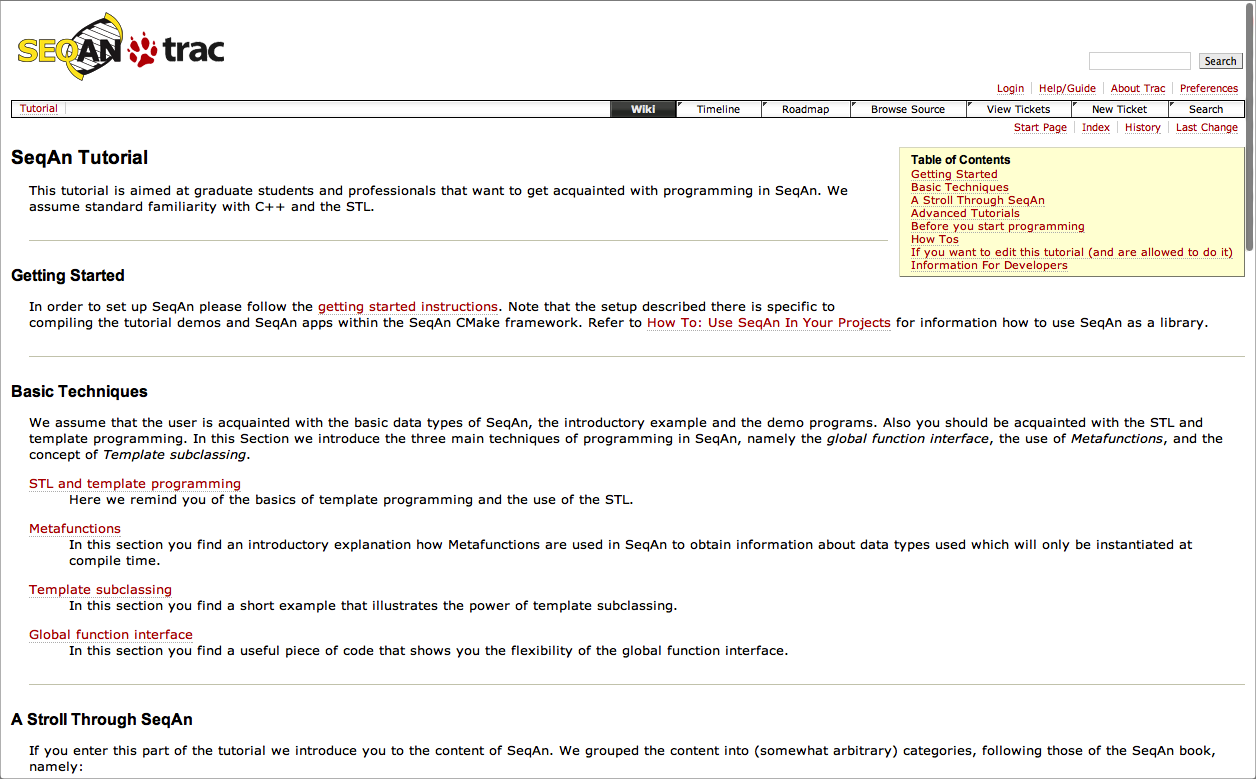 SEQAN trac
Search
Login Help/Guide About Trac Preferences
Tutorial Wiki Timeline Roadmap Browse Source View Tickets New Ticket Search
Start Page Index History Last Change
SeqAn Tutorial
This tutorial is aimed at graduate students and professionals that want to get acquainted with programming in SeqAn. We
assume standard familiarity with C++ and the STL.
Table of Contents
Getting Started
Basic Techniques
A Stroll Through SeqAn
Advanced Tutorials
Before you start programming
How Tos
If you want to edit this tutorial (and are allowed to do it)
Information For Developers
Getting Started
In order to set up SeqAn please follow the getting started instructions. Note that the setup described there is specific to
compiling the tutorial demos and SeqAn apps within the SeqAn CMake framework. Refer to How To: Use SeqAn In Your Projects for information how to use SeqAn as a library.
Basic Techniques
We assume that the user is acquainted with the basic data types of SeqAn, the introductory example and the demo programs. Also you should be acquainted with the STL and
template programming. In this Section we introduce the three main techniques of programming in SeqAn, namely the global function interface, the use of Metafunctions, and the
concept of Template subclassing.
STL and template programming
Here we remind you of the basics of template programming and the use of the STL.
Metafunctions
In this section you find an introductory explanation how Metafunctions are used in SeqAn to obtain information about data types used which will only be instantiated at
compile time.
Template subclassing
In this section you find a short example that illustrates the power of template subclassing.
Global function interface
In this section you find a useful piece of code that shows you the flexibility of the global function interface.
A Stroll Through SeqAn
If you enter this part of the tutorial we introduce you to the content of SeqAn. We grouped the content into (somewhat arbitrary) categories, following those of the SeqAn book,
namely: